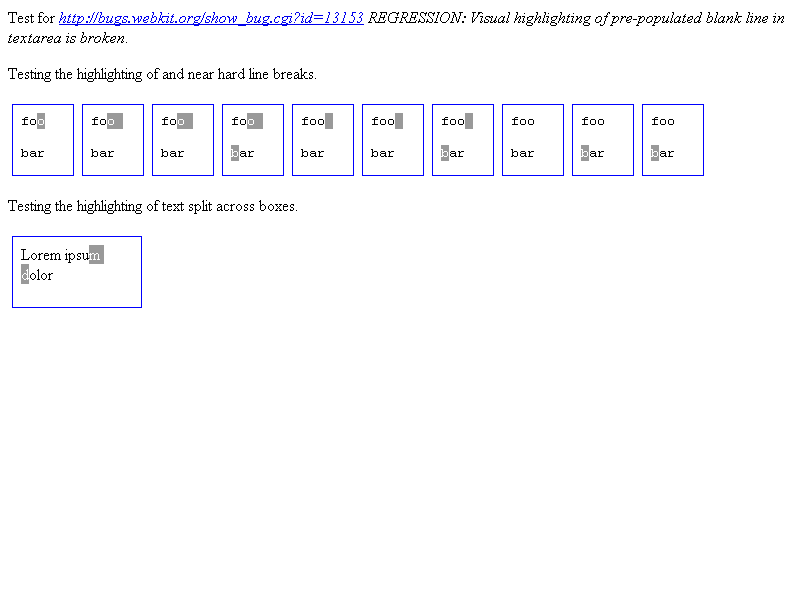 Test for http://bugs.webkit.org/show_bug.cgi?id=13153 REGRESSION: Visual highlighting of pre-populated blank line in
textarea is broken.
Testing the highlighting of and near hard line breaks.
foo foo foo foo foo foo foo foo foo foo
bar bar bar bar bar bar bar bar bar bar
Testing the highlighting of text split across boxes.
Lorem ipsum
dolor